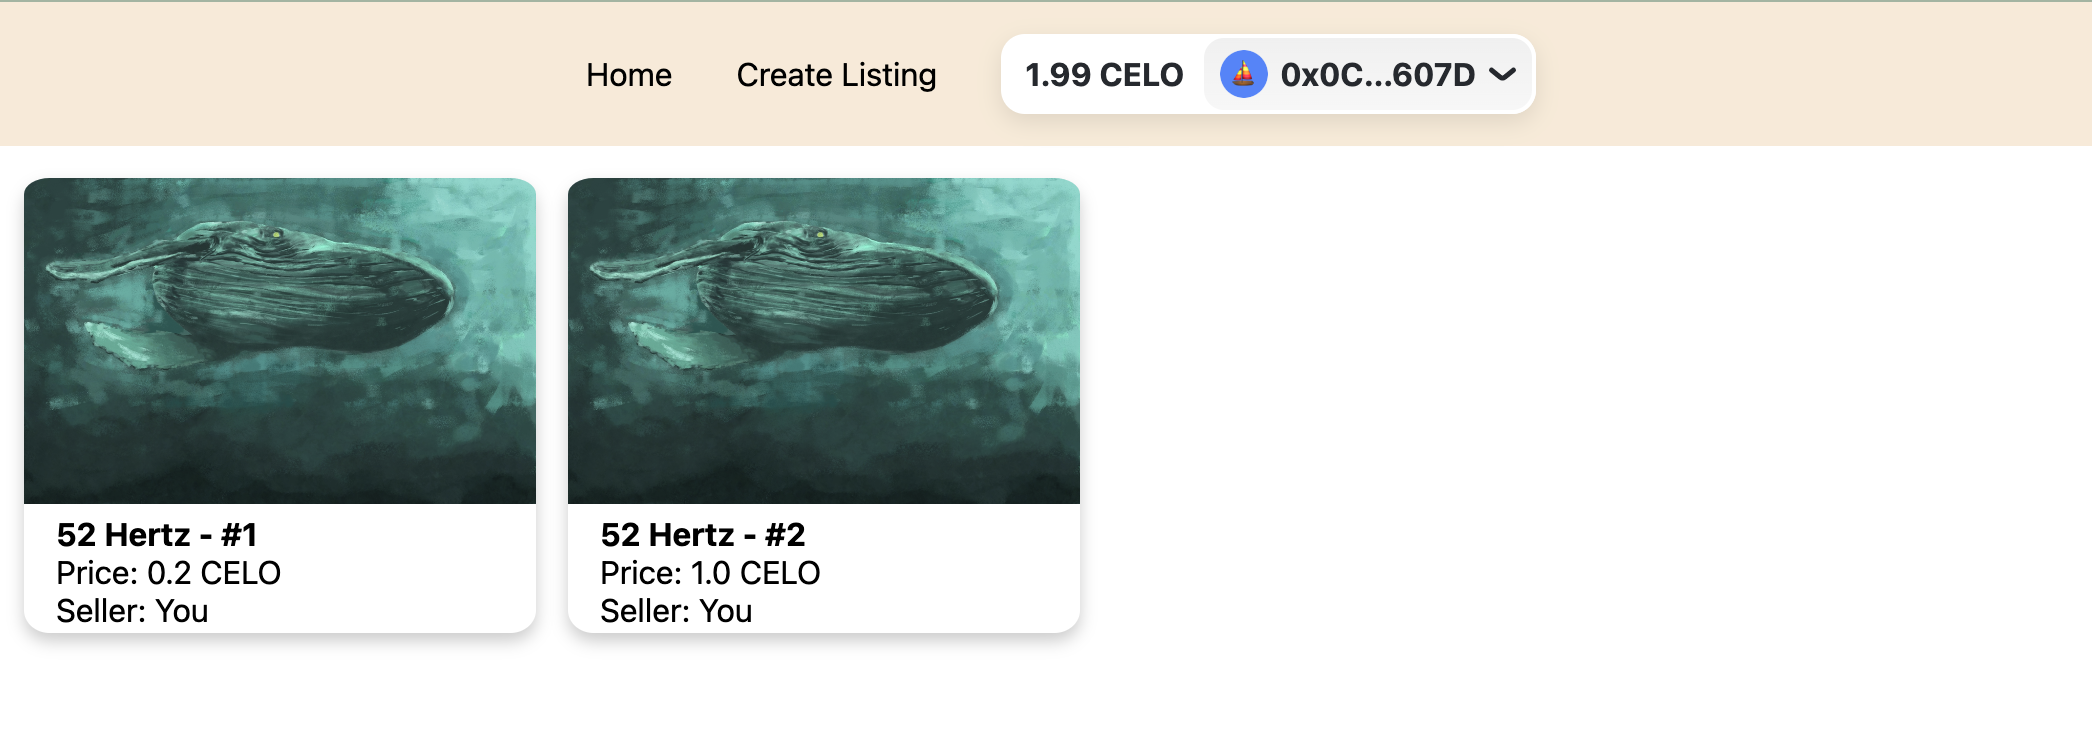 Home
Create Listing
1.99 CELO
0x0C...607D
52 Hertz - #1
Price: 0.2 CELO
Seller: You
52 Hertz - #2
Price: 1.0 CELO
Seller: You